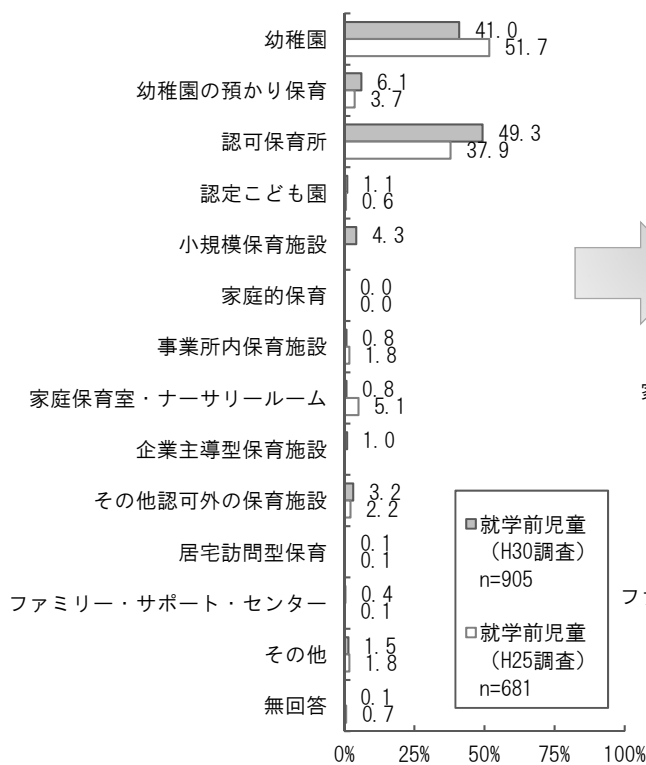 幼稚園
41.0
51.7
幼稚園の預かり保育
6.1
3.7
認可保育所
49.3
37.9
認定こども園
1.1
0.6
小規模保育施設
4.3
家庭的保育
0.0
0.0
事業所内保育施設
0.8
1.8
家庭保育室・ナーサリールーム
0.8
5.1
企業主導型保育施設
1.0
その他認可外の保育施設
3.2
2.2
居宅訪問型保育
0.1
0.1
ファミリー・サポート・センター
0.4
0.1
その他
1.5
1.8
無回答
0.1
0.7
0% 25% 50% 75% 100%
就学前児童
(H30調査)
n=905
就学前児童
(H25調査)
n=681